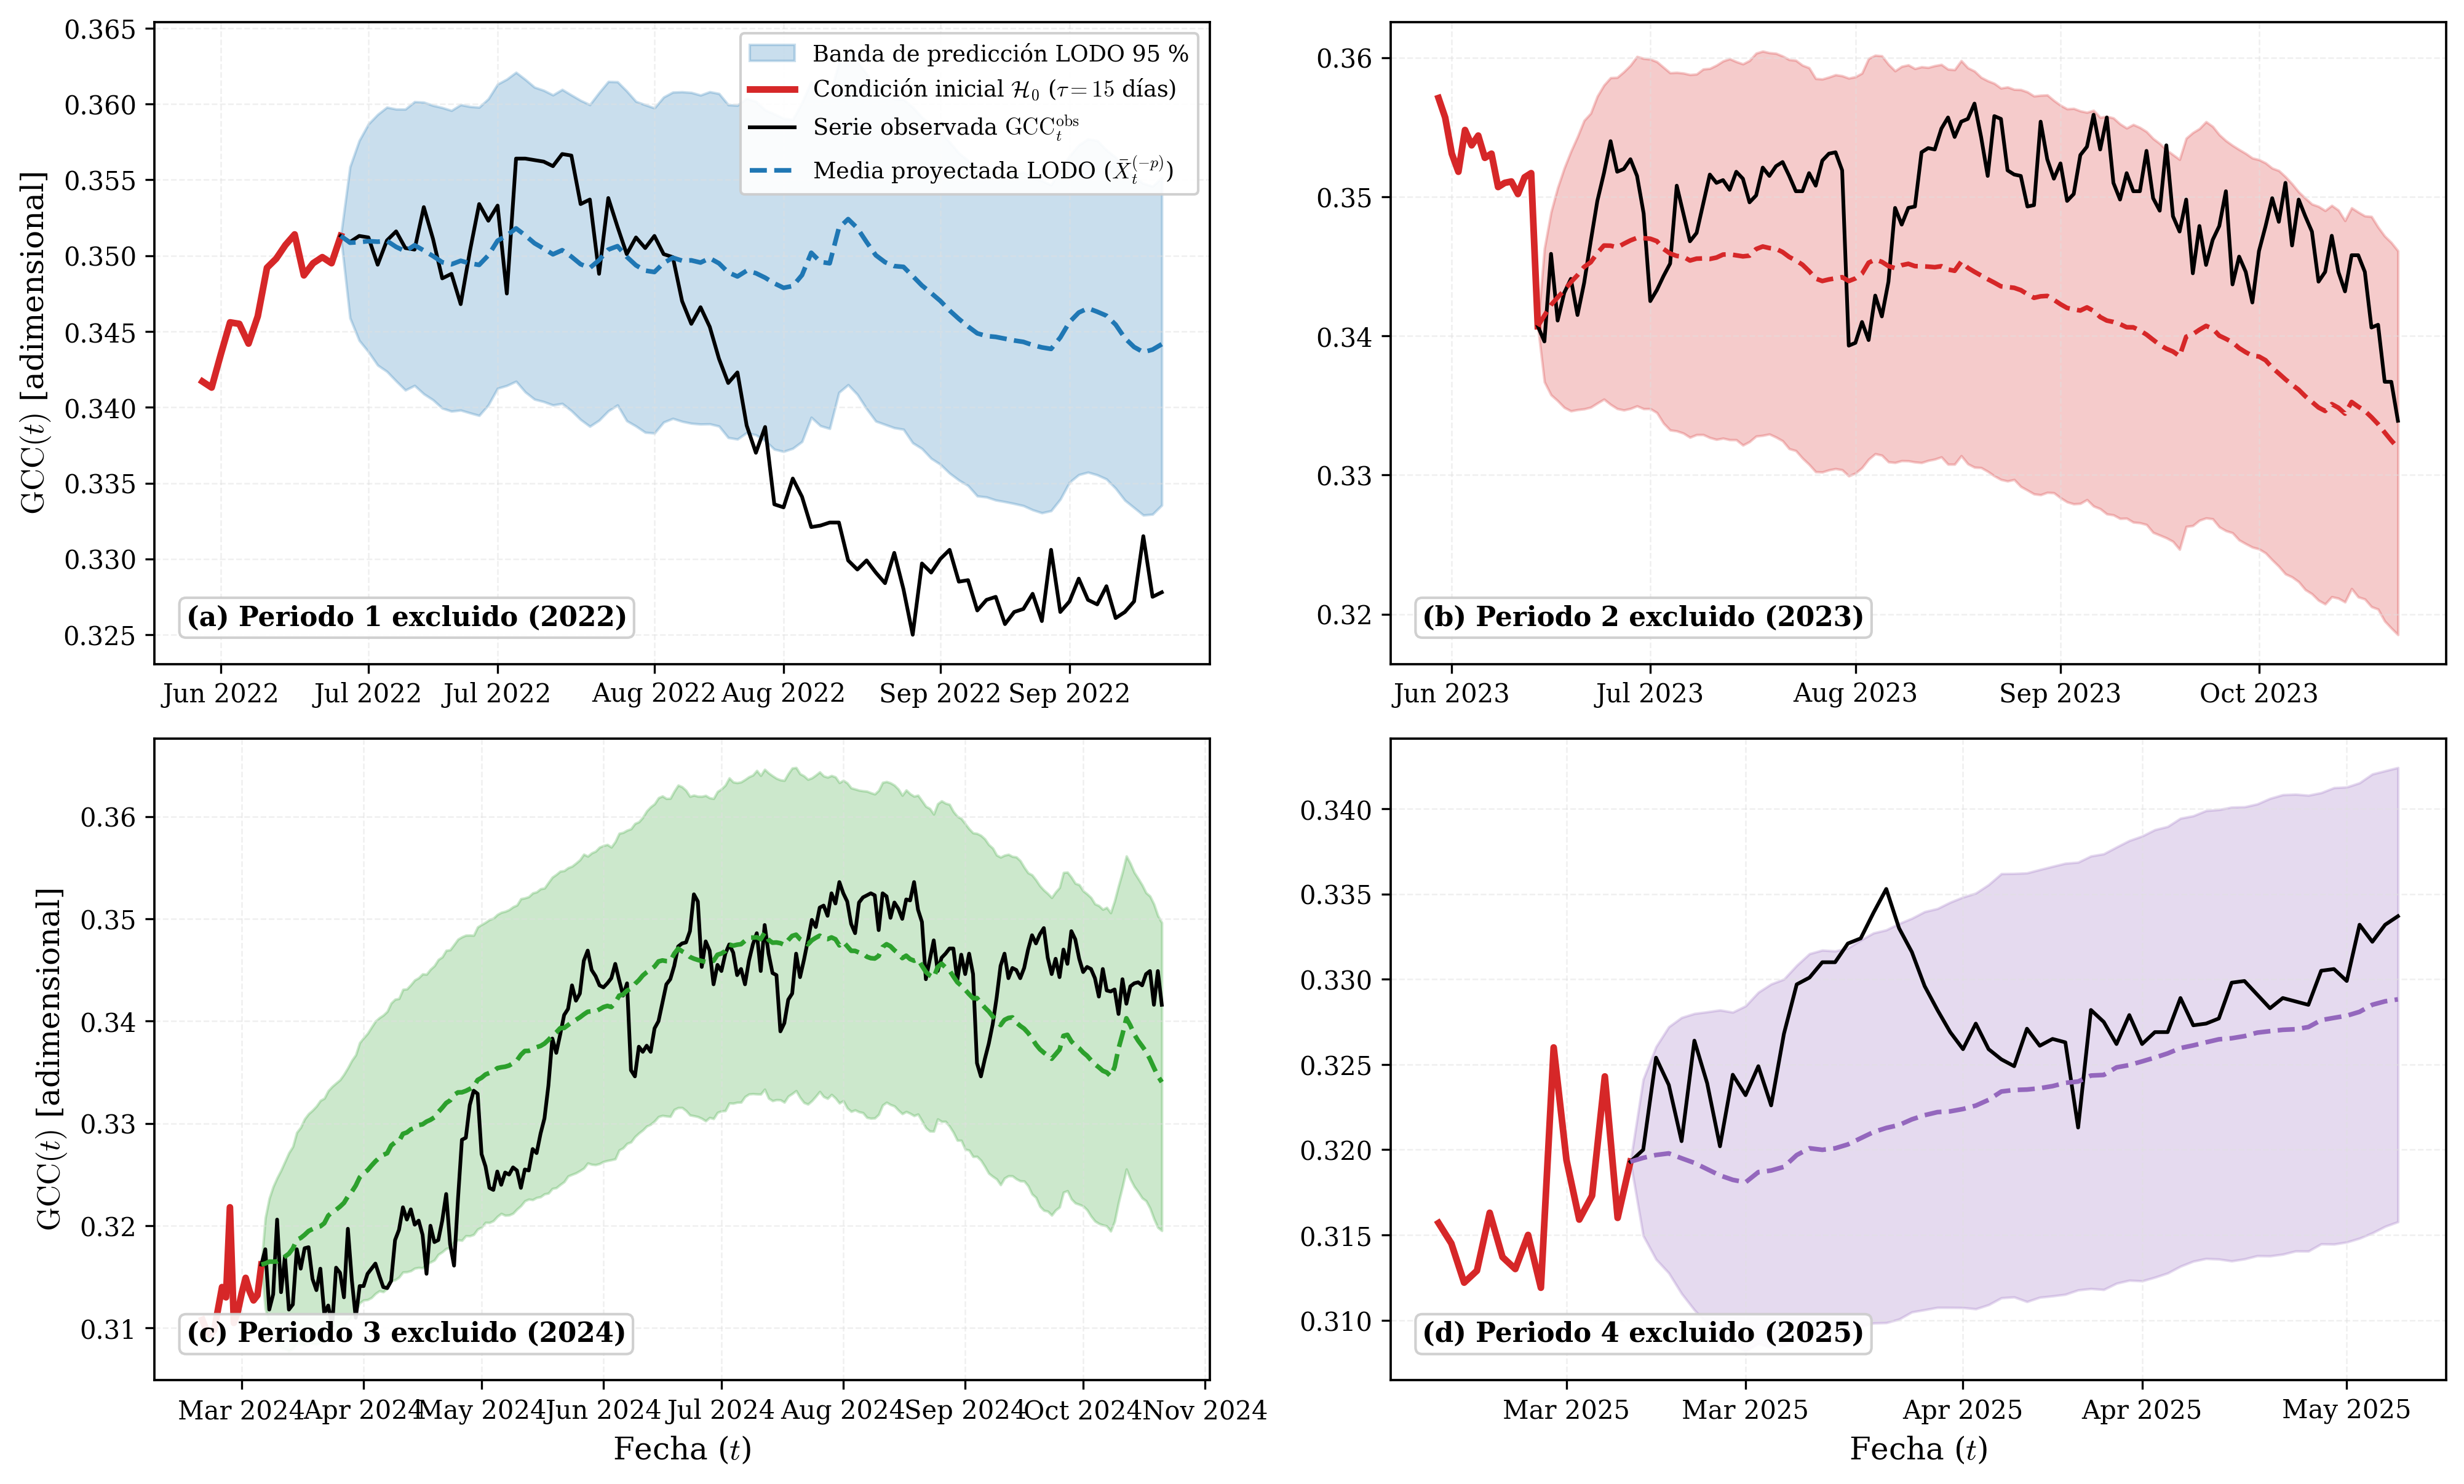 GCC(t) [adimensional]
0.365
0.360
0.355
0.350
0.345
0.340
0.335
0.330
0.325
Banda de predicción LODO 95 %
Condición inicial ℋ₀ (τ = 15 días)
Serie observada GCCₜᵒᵇˢ
Media proyectada LODO (X̄ₜ⁽⁻ᵖ⁾)
(a) Periodo 1 excluido (2022)
Jun 2022 Jul 2022 Jul 2022 Aug 2022 Aug 2022 Sep 2022 Sep 2022
0.36
0.35
0.34
0.33
0.32
(b) Periodo 2 excluido (2023)
Jun 2023 Jul 2023 Aug 2023 Sep 2023 Oct 2023
GCC(t) [adimensional]
0.36
0.35
0.34
0.33
0.32
0.31
(c) Periodo 3 excluido (2024)
Mar 2024 Apr 2024 May 2024 Jun 2024 Jul 2024 Aug 2024 Sep 2024 Oct 2024 Nov 2024
Fecha (t)
0.340
0.335
0.330
0.325
0.320
0.315
0.310
(d) Periodo 4 excluido (2025)
Mar 2025 Mar 2025 Apr 2025 Apr 2025 May 2025
Fecha (t)